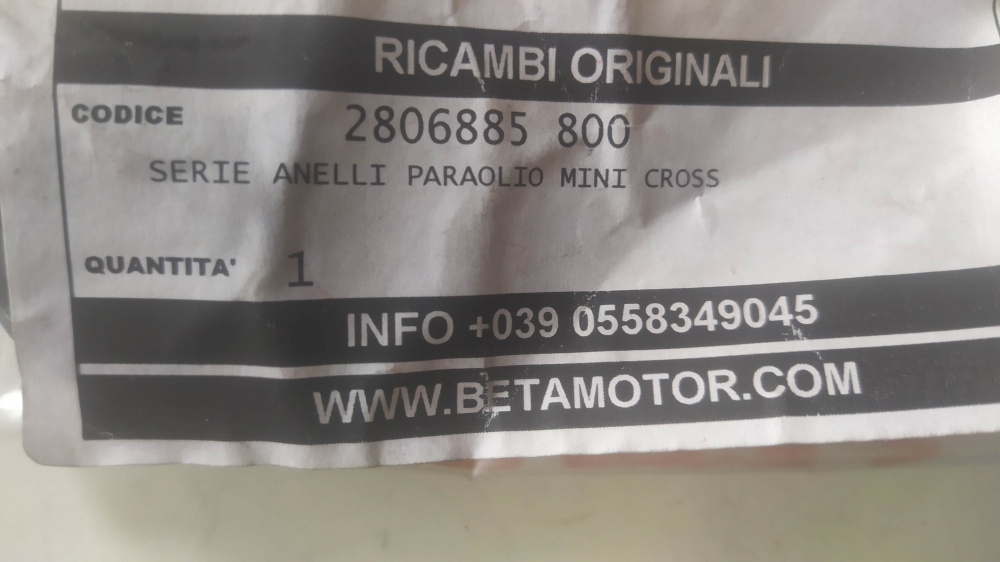 RICAMBI ORIGINALI
CODICE 2806885 800
SERIE ANELLI PARAOLIO MINI CROSS
QUANTITA' 1
INFO +039 0558349045
WWW.BETAMOTOR.COM